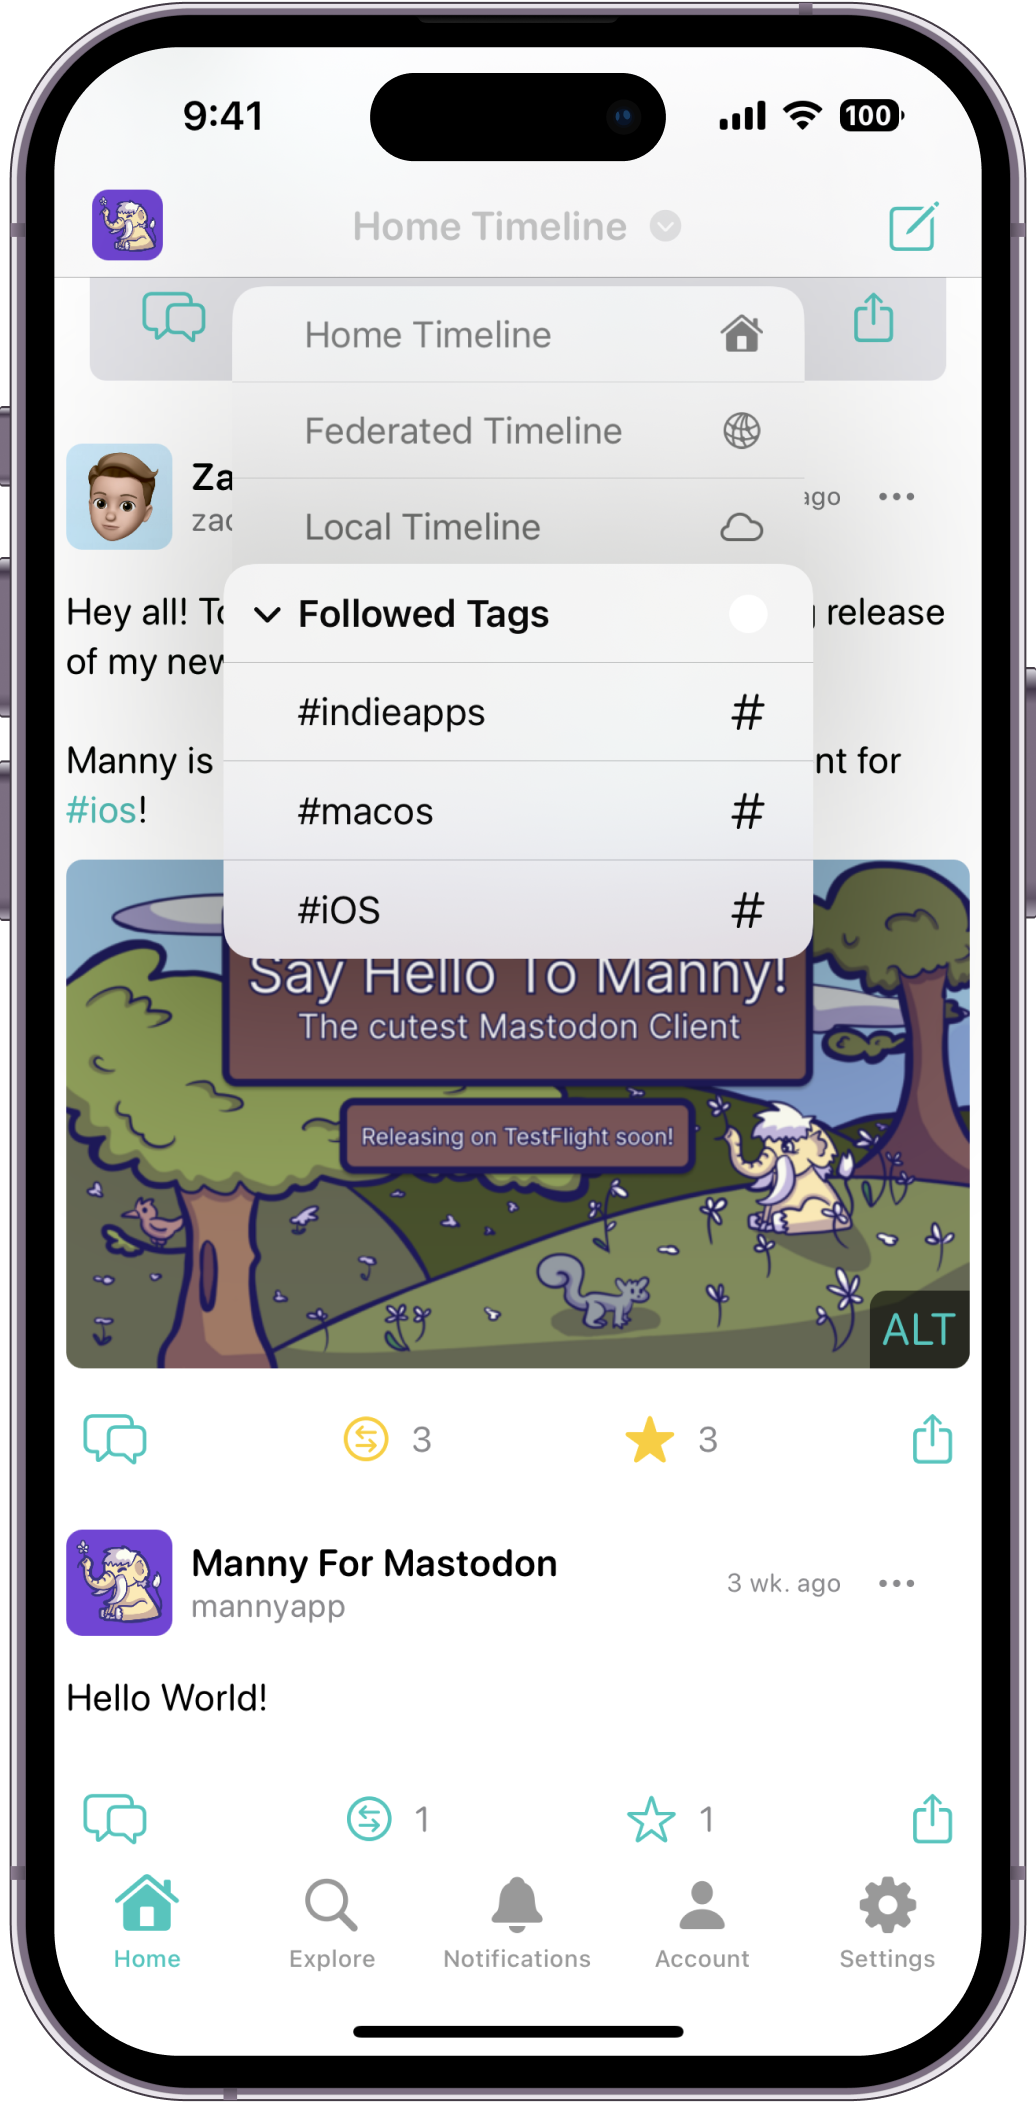 9:41
100
Home Timeline
Home Timeline
Federated Timeline
Za
ago
zac
Local Timeline
Hey all! To
release
of my new
Followed Tags
#indieapps
Manny is
nt for
#ios!
#macos
#iOS
Say Hello To Manny!
The cutest Mastodon Client
Releasing on TestFlight soon!
ALT
3
3
Manny For Mastodon
3 wk. ago
mannyapp
Hello World!
1
1
Home
Explore
Notifications
Account
Settings